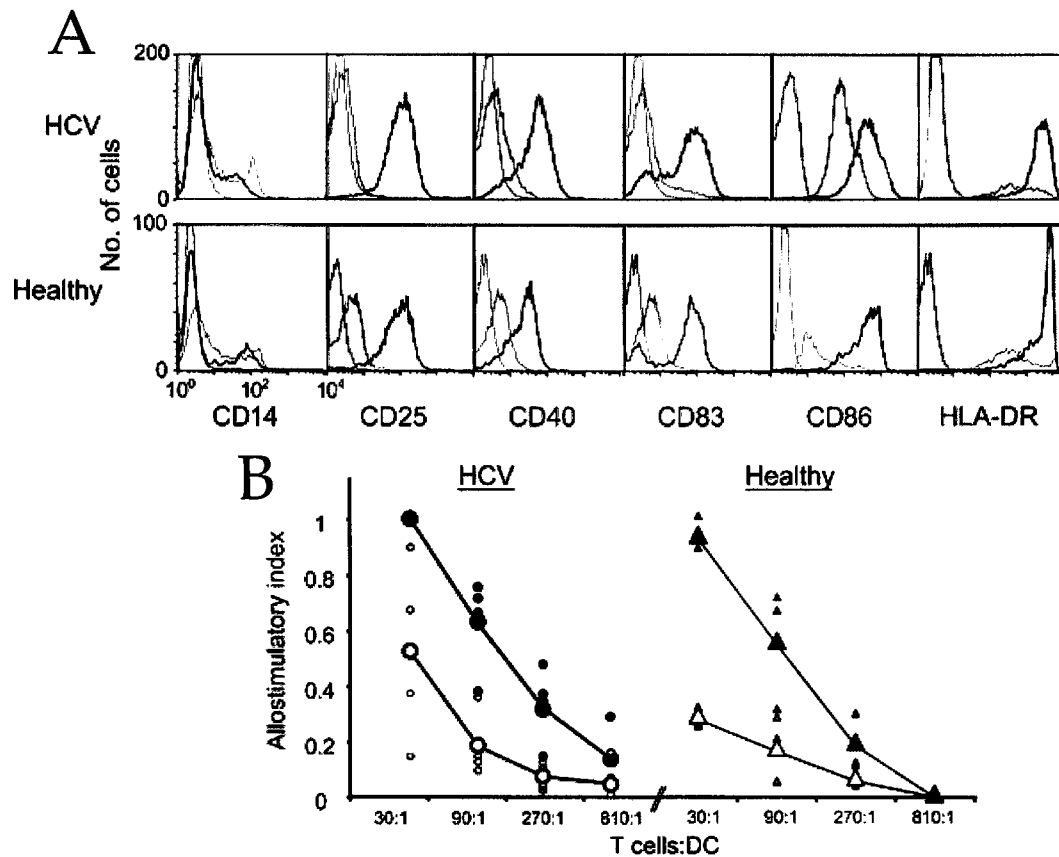 A
HCV
Healthy
No. of cells
200
0
100
0
10⁰ 10² 10⁴
CD14 CD25 CD40 CD83 CD86 HLA-DR
B
HCV Healthy
Allostimulatory index
1
0.8
0.6
0.4
0.2
0
30:1 90:1 270:1 810:1 // 30:1 90:1 270:1 810:1
T cells:DC